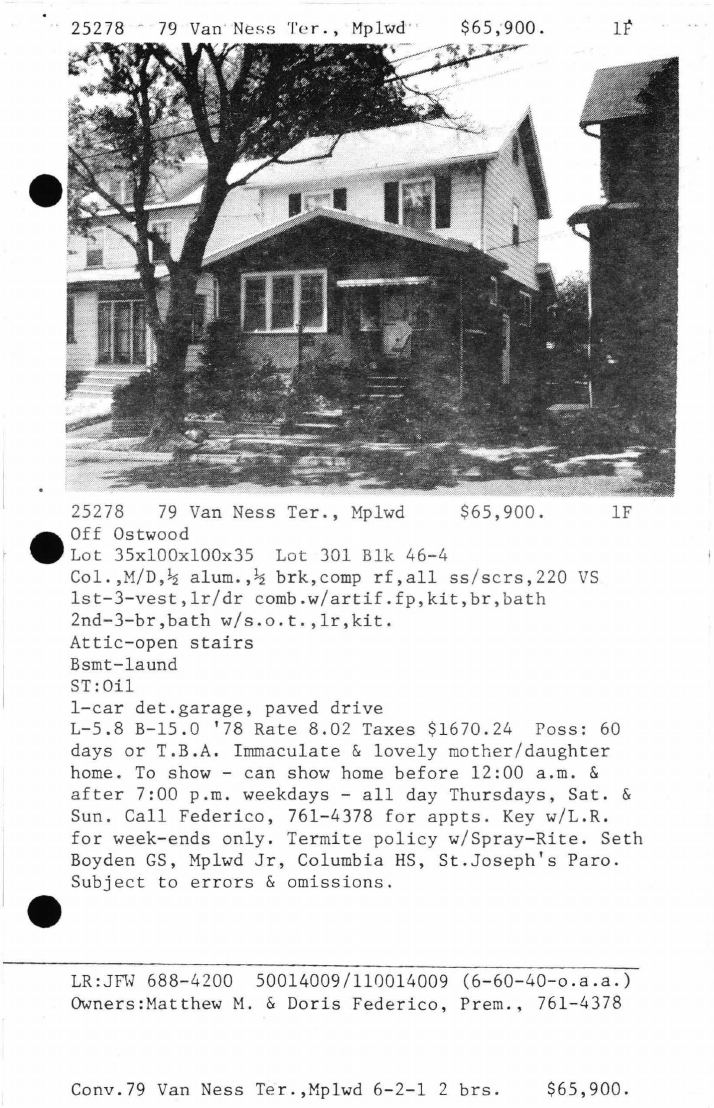 25278 79 Van Ness Ter., Mplwd $65,900. 1F
25278 79 Van Ness Ter., Mplwd $65,900. 1F
Off Ostwood
Lot 35x100x100x35 Lot 301 Blk 46-4
Col.,M/D,½ alum.,½ brk,comp rf,all ss/scrs,220 VS
1st-3-vest,lr/dr comb.w/artif.fp,kit,br,bath
2nd-3-br,bath w/s.o.t.,lr,kit.
Attic-open stairs
Bsmt-laund
ST:Oil
1-car det.garage, paved drive
L-5.8 B-15.0 '78 Rate 8.02 Taxes $1670.24 Poss: 60
days or T.B.A. Immaculate & lovely mother/daughter
home. To show - can show home before 12:00 a.m. &
after 7:00 p.m. weekdays - all day Thursdays, Sat. &
Sun. Call Federico, 761-4378 for appts. Key w/L.R.
for week-ends only. Termite policy w/Spray-Rite. Seth
Boyden GS, Mplwd Jr, Columbia HS, St.Joseph's Paro.
Subject to errors & omissions.
LR:JFW 688-4200 50014009/110014009 (6-60-40-o.a.a.)
Owners:Matthew M. & Doris Federico, Prem., 761-4378
Conv.79 Van Ness Ter.,Mplwd 6-2-1 2 brs. $65,900.